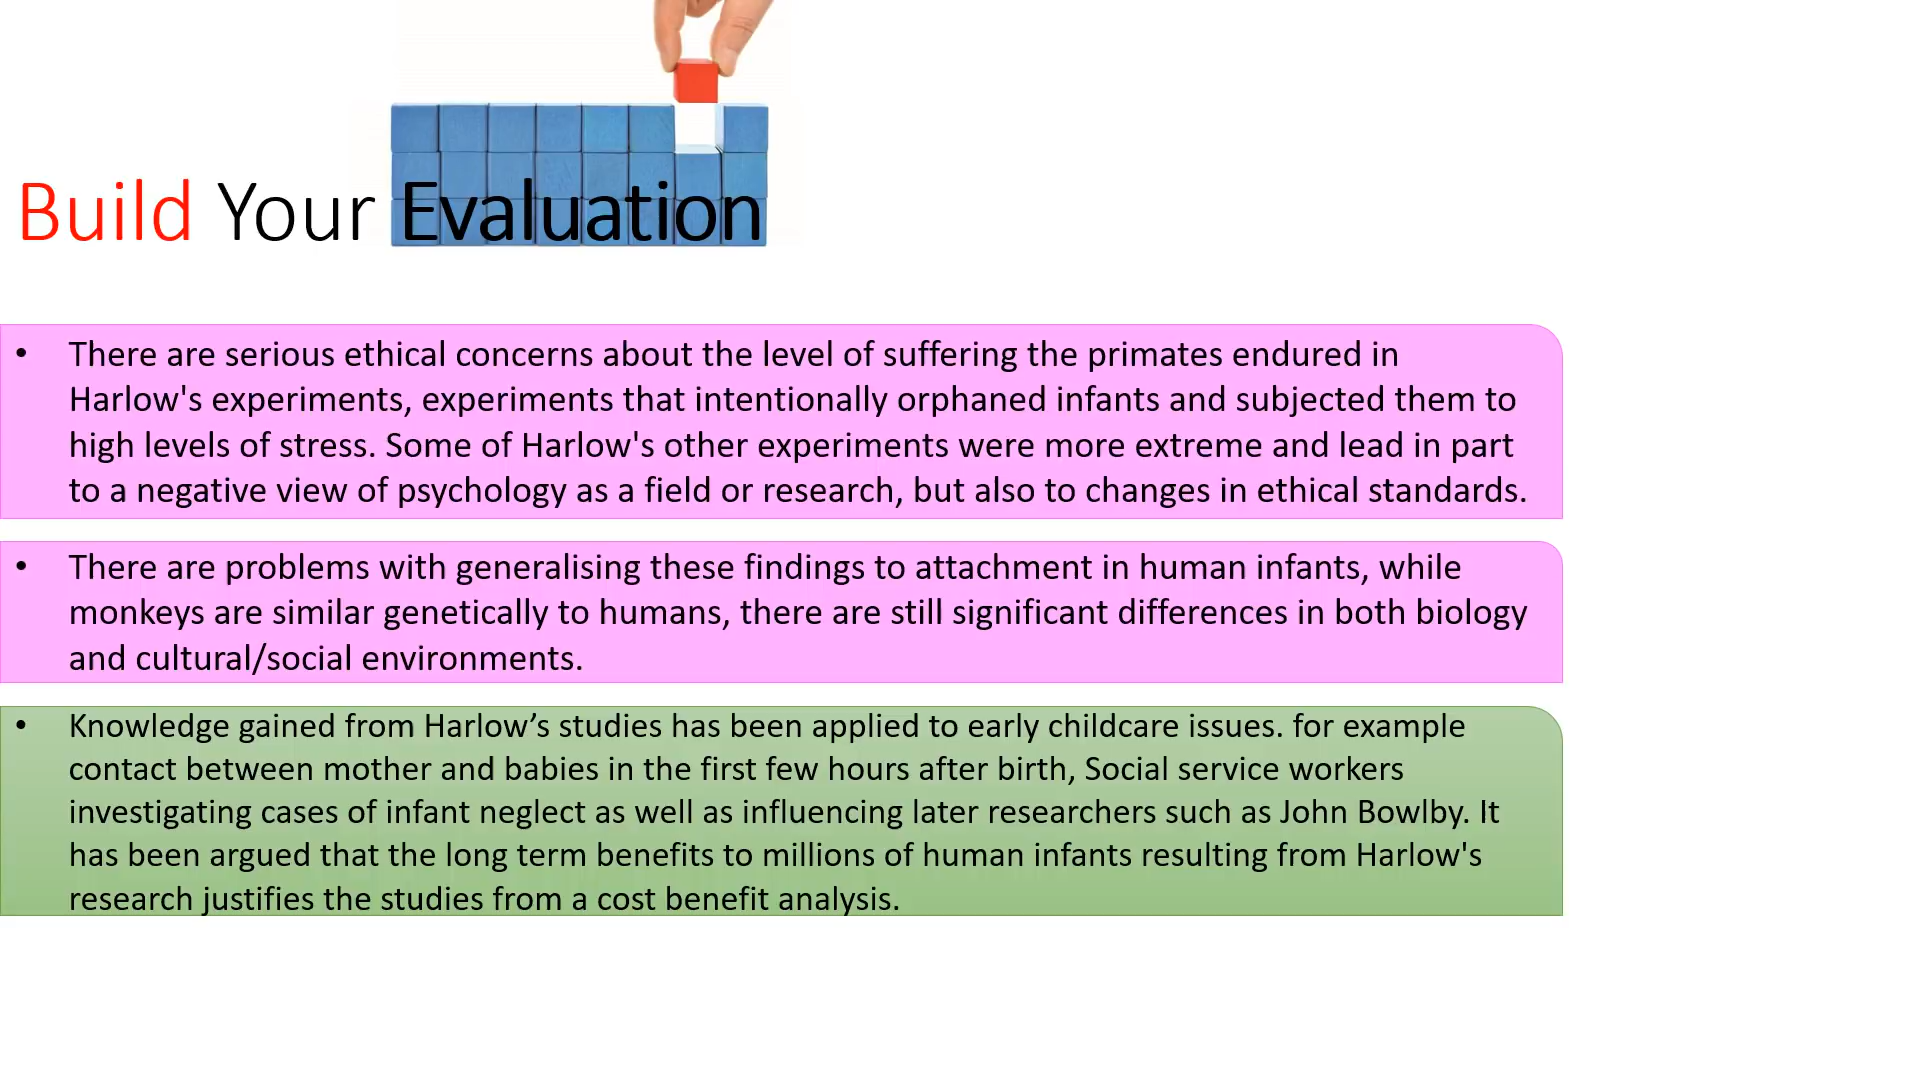 Build Your Evaluation
• There are serious ethical concerns about the level of suffering the primates endured in
Harlow's experiments, experiments that intentionally orphaned infants and subjected them to
high levels of stress. Some of Harlow's other experiments were more extreme and lead in part
to a negative view of psychology as a field or research, but also to changes in ethical standards.
• There are problems with generalising these findings to attachment in human infants, while
monkeys are similar genetically to humans, there are still significant differences in both biology
and cultural/social environments.
• Knowledge gained from Harlow’s studies has been applied to early childcare issues. for example
contact between mother and babies in the first few hours after birth, Social service workers
investigating cases of infant neglect as well as influencing later researchers such as John Bowlby. It
has been argued that the long term benefits to millions of human infants resulting from Harlow's
research justifies the studies from a cost benefit analysis.